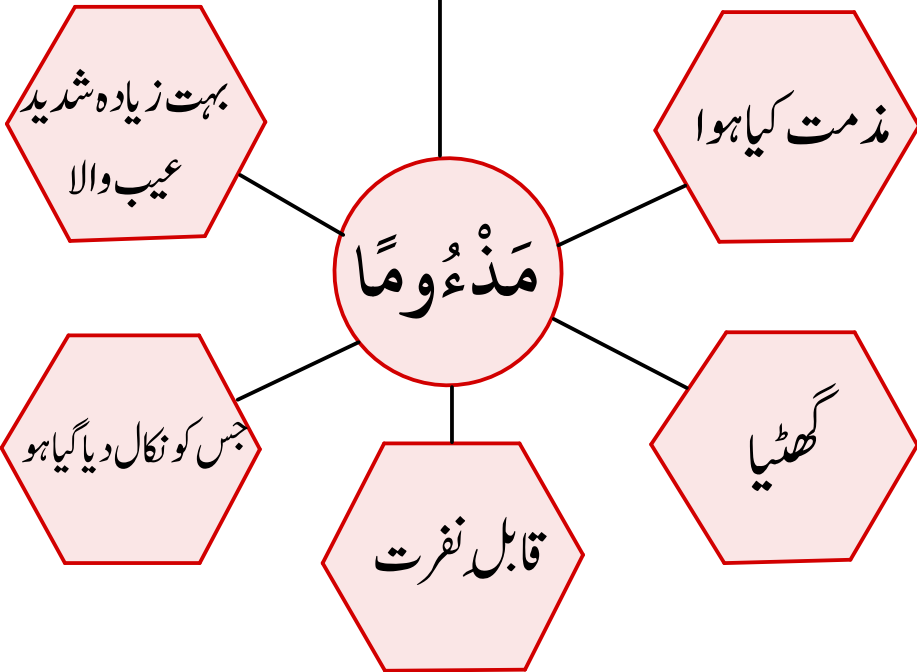 مذمت کیا ہوا
بہت زیادہ شدید
عیب والا
مَذْءُومًا
گھٹیا
جس کو نکال دیا گیا ہو
قابلِ نفرت